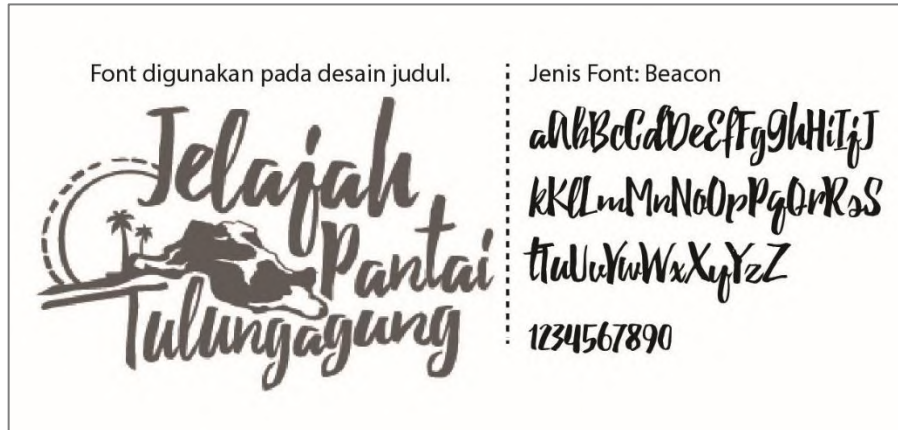 Font digunakan pada desain judul.
Jelajah
Pantai
Tulungagung
Jenis Font: Beacon
aAbBcCdDeEfFgGhHiIjJ
kKlLmMnNoOpPqQrRsS
tTuUvVwWxXyYzZ
1234567890